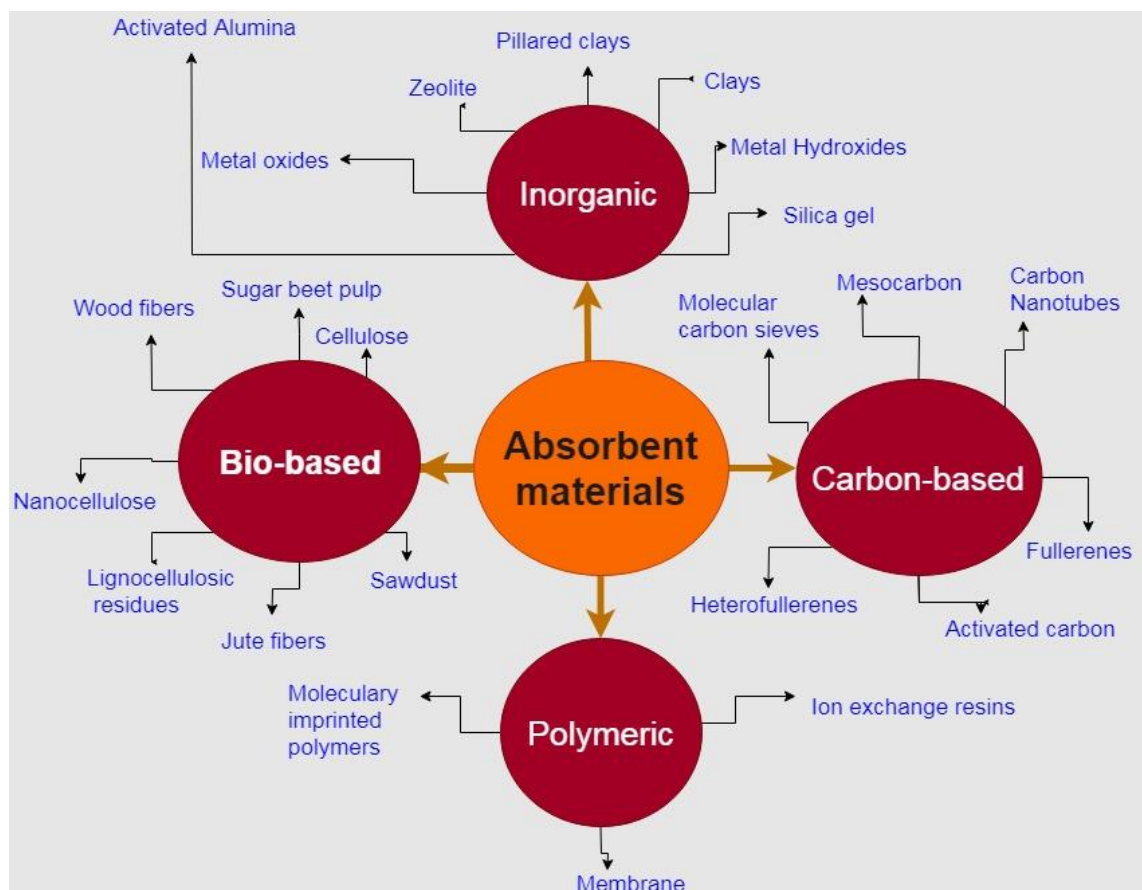 Activated Alumina
Pillared clays
Zeolite
Clays
Metal oxides
Metal Hydroxides
Inorganic
Silica gel
Sugar beet pulp
Wood fibers
Cellulose
Bio-based
Nanocellulose
Lignocellulosic
residues
Sawdust
Jute fibers
Absorbent
materials
Mesocarbon
Carbon
Nanotubes
Molecular
carbon sieves
Carbon-based
Fullerenes
Heterofullerenes
Activated carbon
Moleculary
imprinted
polymers
Polymeric
Ion exchange resins
Membrane